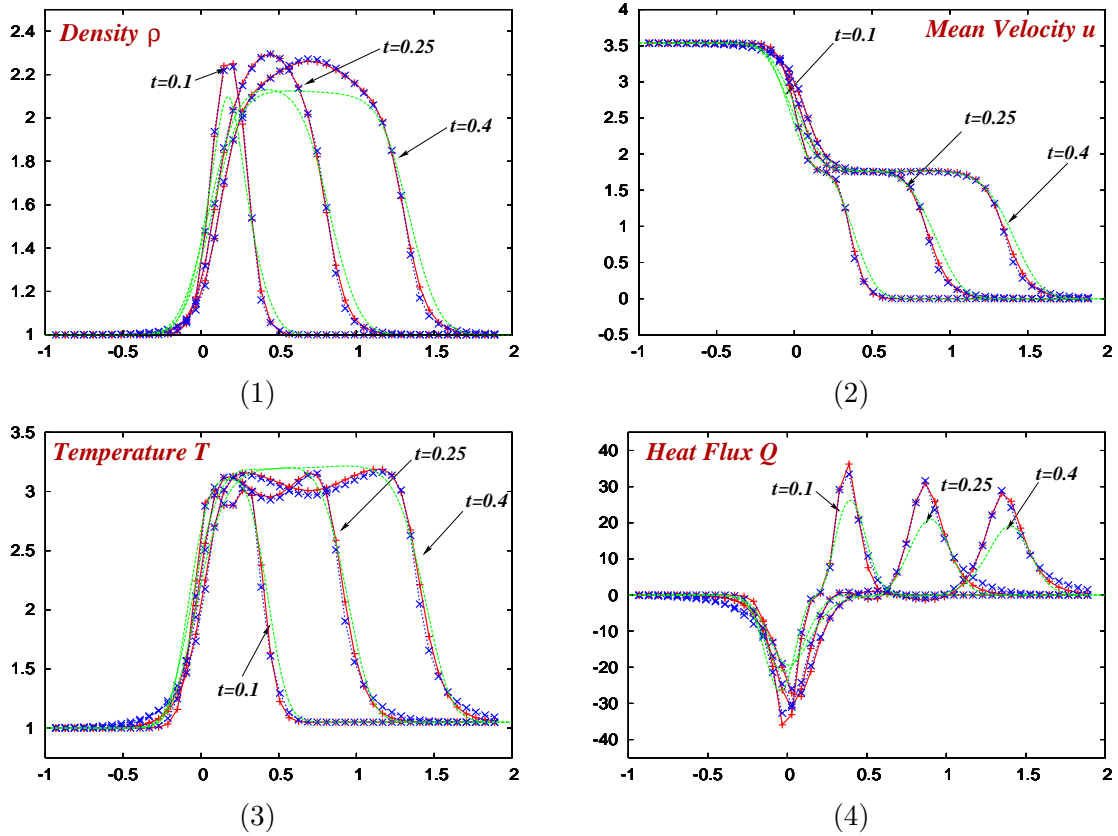 Density ρ
t=0.1
t=0.25
t=0.4
2.4
2.2
2
1.8
1.6
1.4
1.2
1
-1 -0.5 0 0.5 1 1.5 2
(1)
Mean Velocity u
t=0.1
t=0.25
t=0.4
4
3.5
3
2.5
2
1.5
1
0.5
0
-0.5
-1 -0.5 0 0.5 1 1.5 2
(2)
Temperature T
t=0.25
t=0.4
t=0.1
3.5
3
2.5
2
1.5
1
-1 -0.5 0 0.5 1 1.5 2
(3)
Heat Flux Q
t=0.1
t=0.25
t=0.4
40
30
20
10
0
-10
-20
-30
-40
-1 -0.5 0 0.5 1 1.5 2
(4)